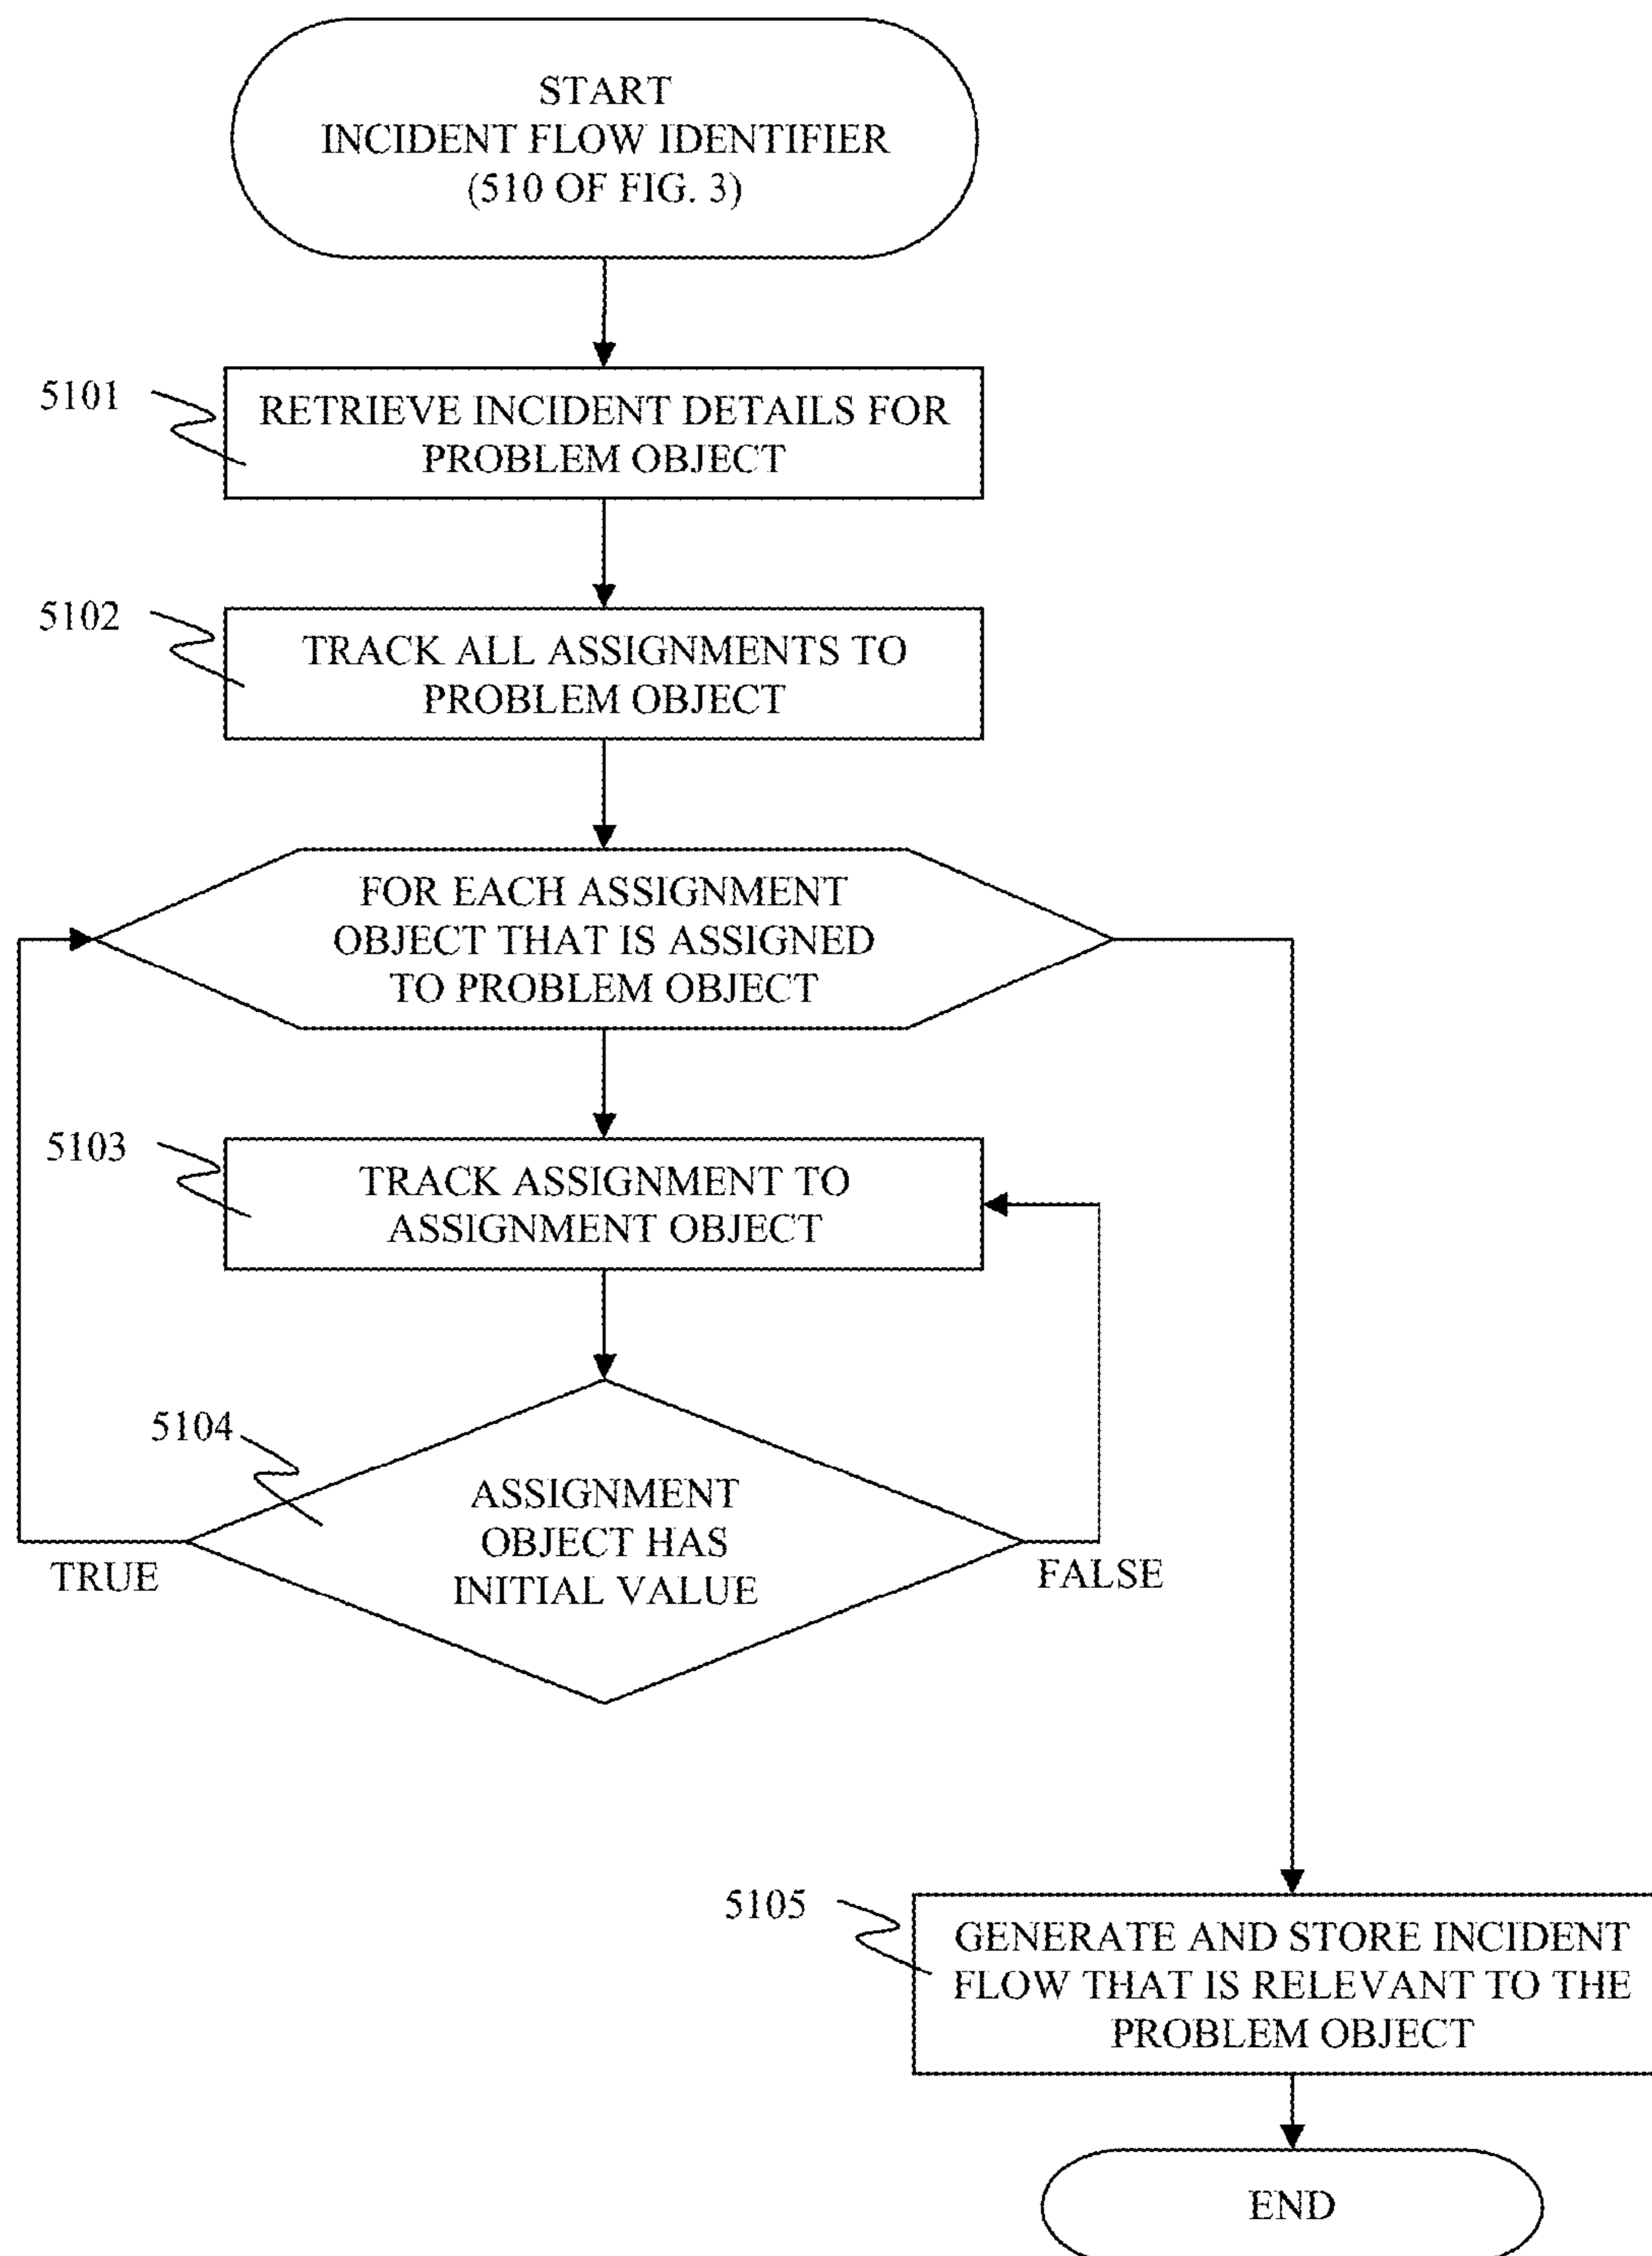 START
INCIDENT FLOW IDENTIFIER
(510 OF FIG. 3)
5101
RETRIEVE INCIDENT DETAILS FOR
PROBLEM OBJECT
5102
TRACK ALL ASSIGNMENTS TO
PROBLEM OBJECT
FOR EACH ASSIGNMENT
OBJECT THAT IS ASSIGNED
TO PROBLEM OBJECT
5103
TRACK ASSIGNMENT TO
ASSIGNMENT OBJECT
5104
ASSIGNMENT
OBJECT HAS
INITIAL VALUE
TRUE
FALSE
5105
GENERATE AND STORE INCIDENT
FLOW THAT IS RELEVANT TO THE
PROBLEM OBJECT
END